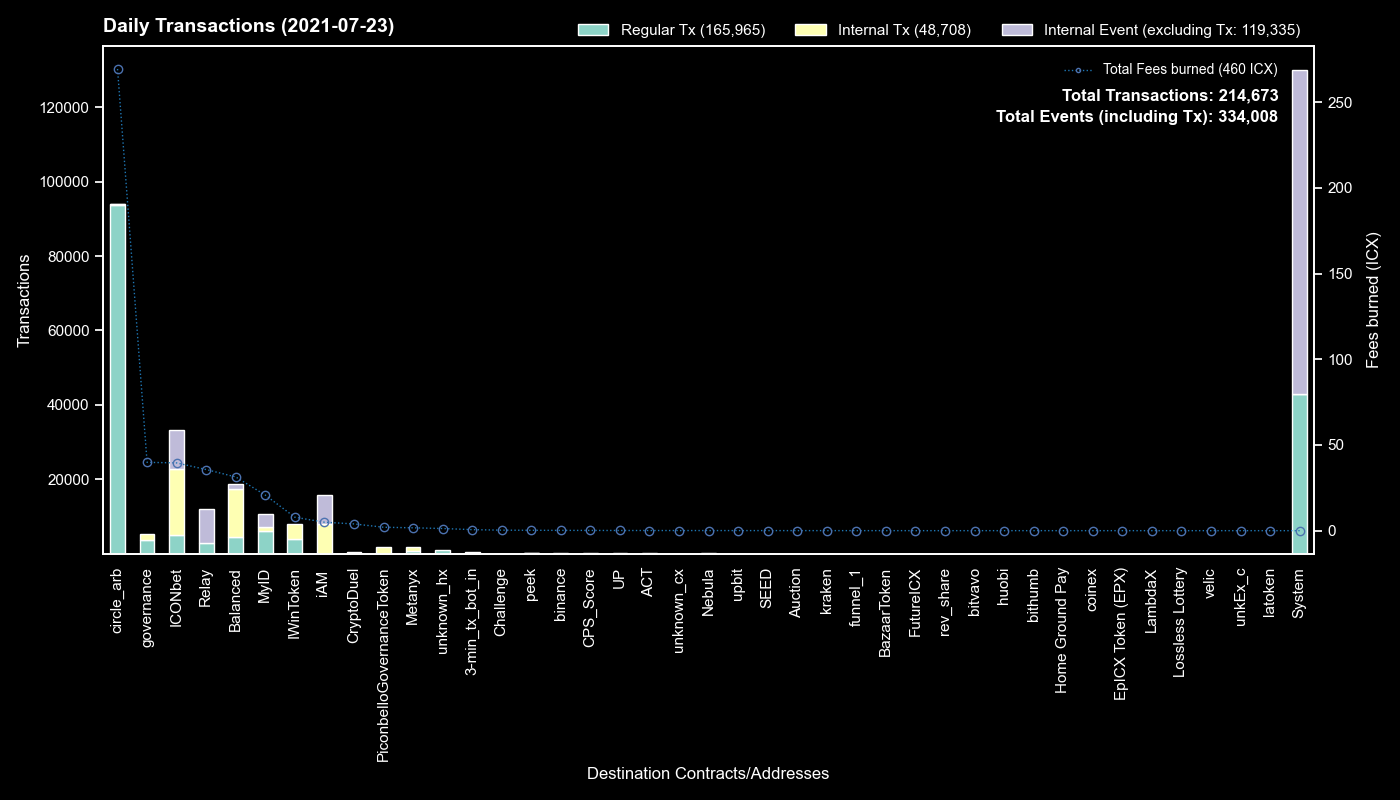 Daily Transactions (2021-07-23)
Regular Tx (165,965)
Internal Tx (48,708)
Internal Event (excluding Tx: 119,335)
Total Fees burned (460 ICX)
Total Transactions: 214,673
Total Events (including Tx): 334,008
Transactions
120000
100000
80000
60000
40000
20000
250
200
150
100
50
0
Fees burned (ICX)
circle_arb
governance
ICONbet
Relay
Balanced
MyID
IWinToken
iAM
CryptoDuel
PiconbelloGovernanceToken
Metanyx
unknown_hx
3-min_tx_bot_in
Challenge
peek
binance
CPS_Score
UP
ACT
unknown_cx
Nebula
upbit
SEED
Auction
kraken
funnel_1
BazaarToken
FutureICX
rev_share
bitvavo
huobi
bithumb
Home Ground Pay
coinex
EpICX Token (EPX)
LambdaX
Lossless Lottery
velic
unkEx_c
latoken
System
Destination Contracts/Addresses